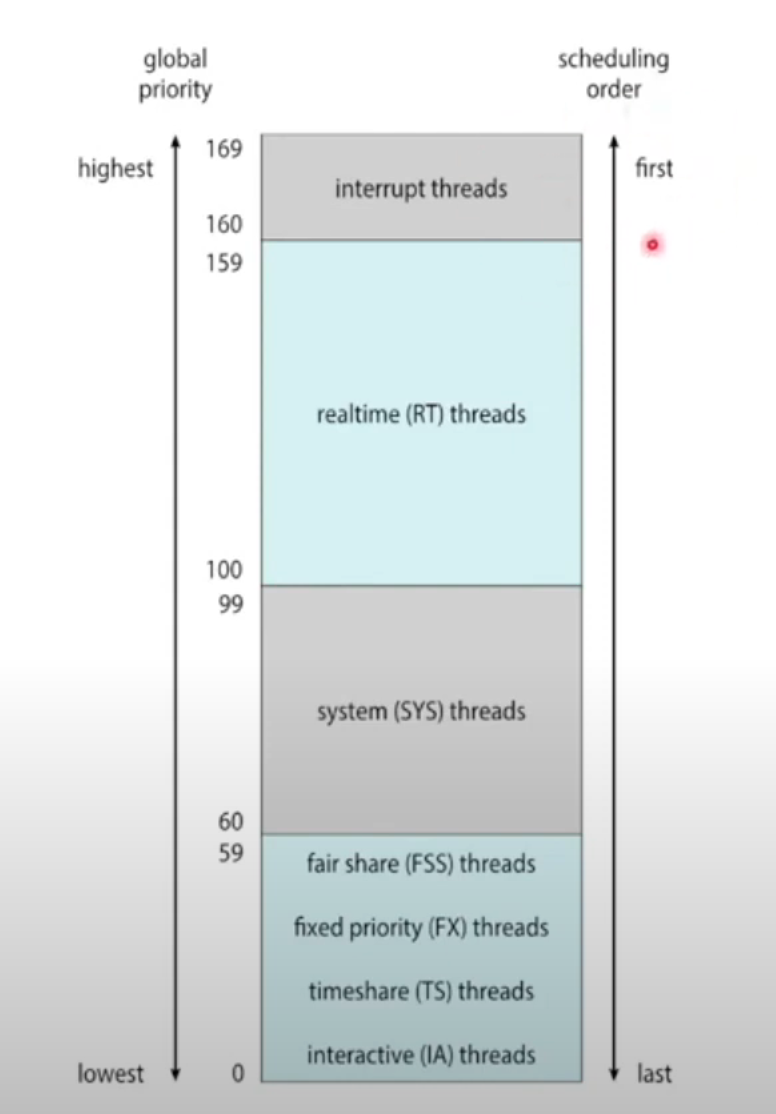 global
priority
scheduling
order
highest
169
first
interrupt threads
160
159
realtime (RT) threads
100
99
system (SYS) threads
60
59
fair share (FSS) threads
fixed priority (FX) threads
timeshare (TS) threads
interactive (IA) threads
lowest
0
last